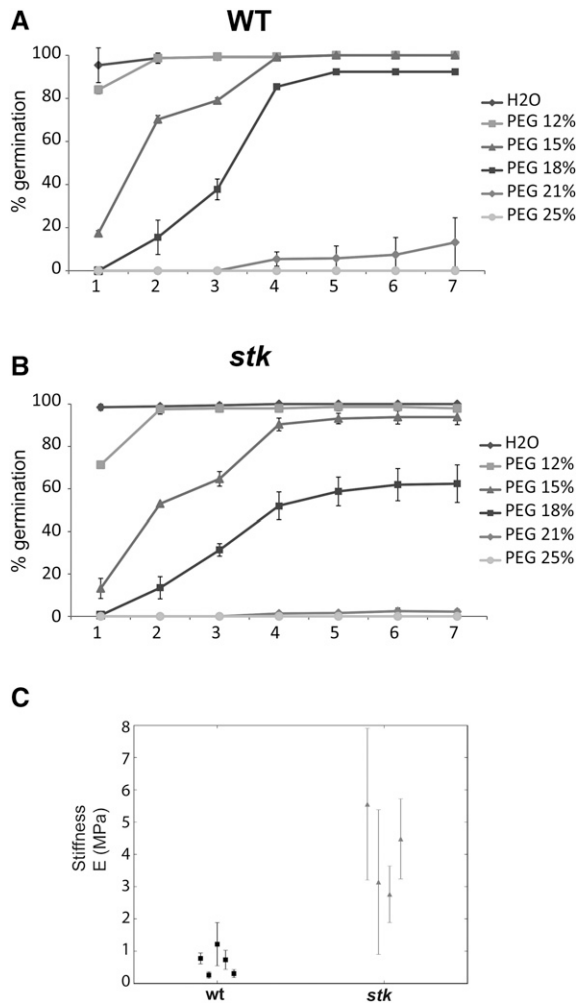 A
WT
% germination
100
80
60
40
20
0
1 2 3 4 5 6 7
H2O
PEG 12%
PEG 15%
PEG 18%
PEG 21%
PEG 25%
B
stk
% germination
100
80
60
40
20
0
1 2 3 4 5 6 7
H2O
PEG 12%
PEG 15%
PEG 18%
PEG 21%
PEG 25%
C
Stiffness
E (MPa)
8
7
6
5
4
3
2
1
0
wt stk